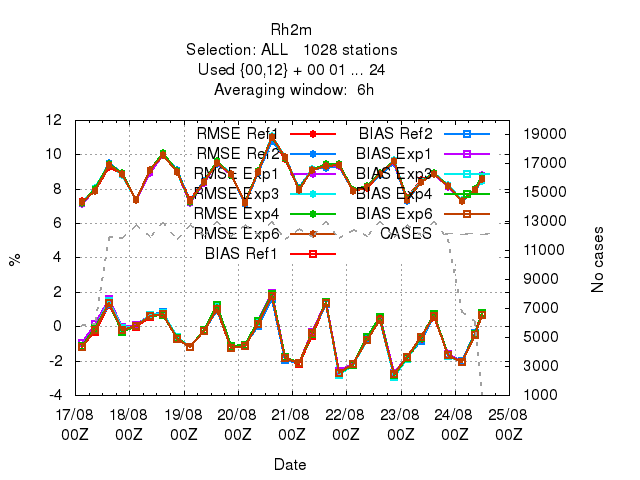 Rh2m
Selection: ALL   1028 stations
Used {00,12} + 00 01 ... 24
Averaging window:  6h
12
10
8
6
4
2
0
-2
-4
%
RMSE Ref1
RMSE Ref2
RMSE Exp1
RMSE Exp3
RMSE Exp4
RMSE Exp6
BIAS Ref1
BIAS Ref2
BIAS Exp1
BIAS Exp3
BIAS Exp4
BIAS Exp6
CASES
19000
17000
15000
13000
11000
9000
7000
5000
3000
1000
No cases
17/08 18/08 19/08 20/08 21/08 22/08 23/08 24/08 25/08
00Z 00Z 00Z 00Z 00Z 00Z 00Z 00Z 00Z
Date